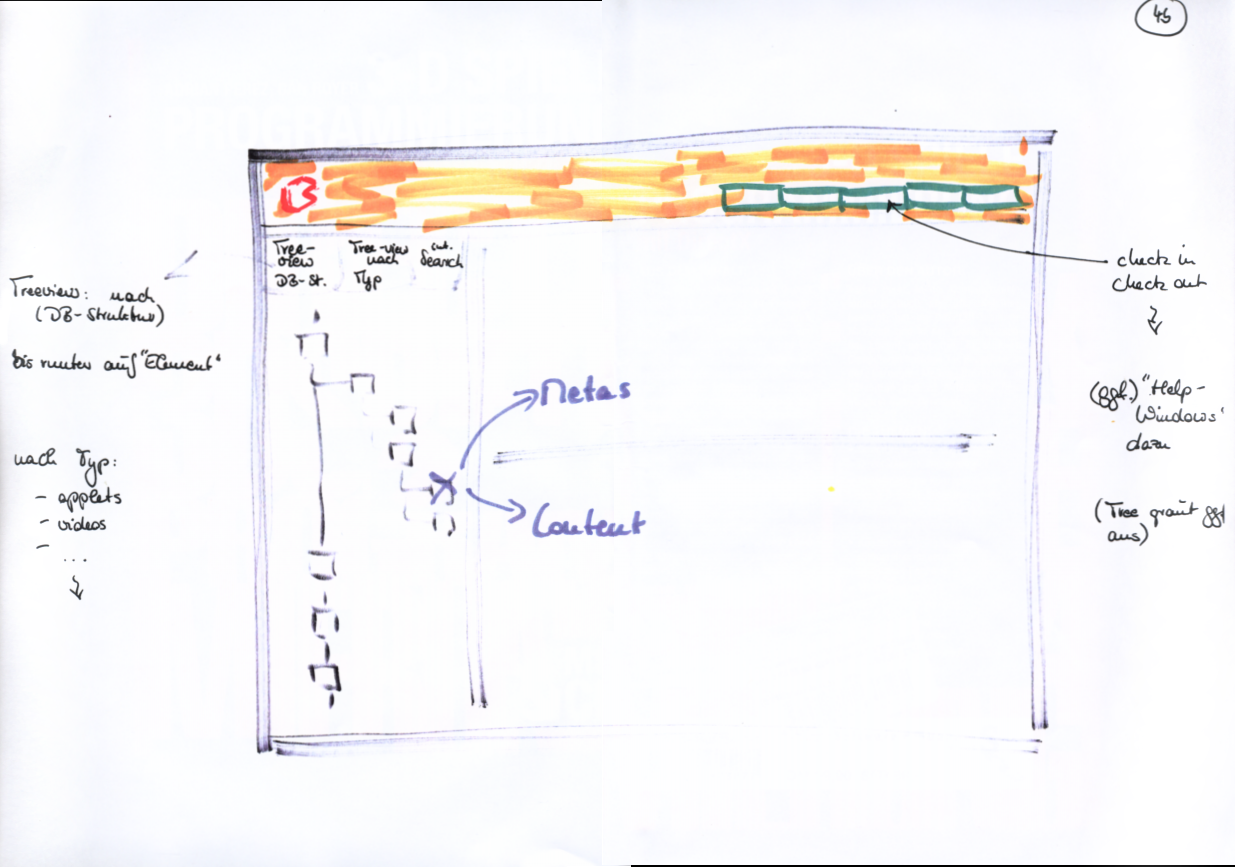 45
B
Tree-
view
DB-St.
Tree-view
nach
Typ
Search
Treeview: nach
(DB-Struktur)
bis runter auf "Element"
nach Typ:
- applets
- videos
- ...
Metas
Content
check in
check out
(ggf.) "Help-
Windows"
dazu
(Tree graut ggf
aus)